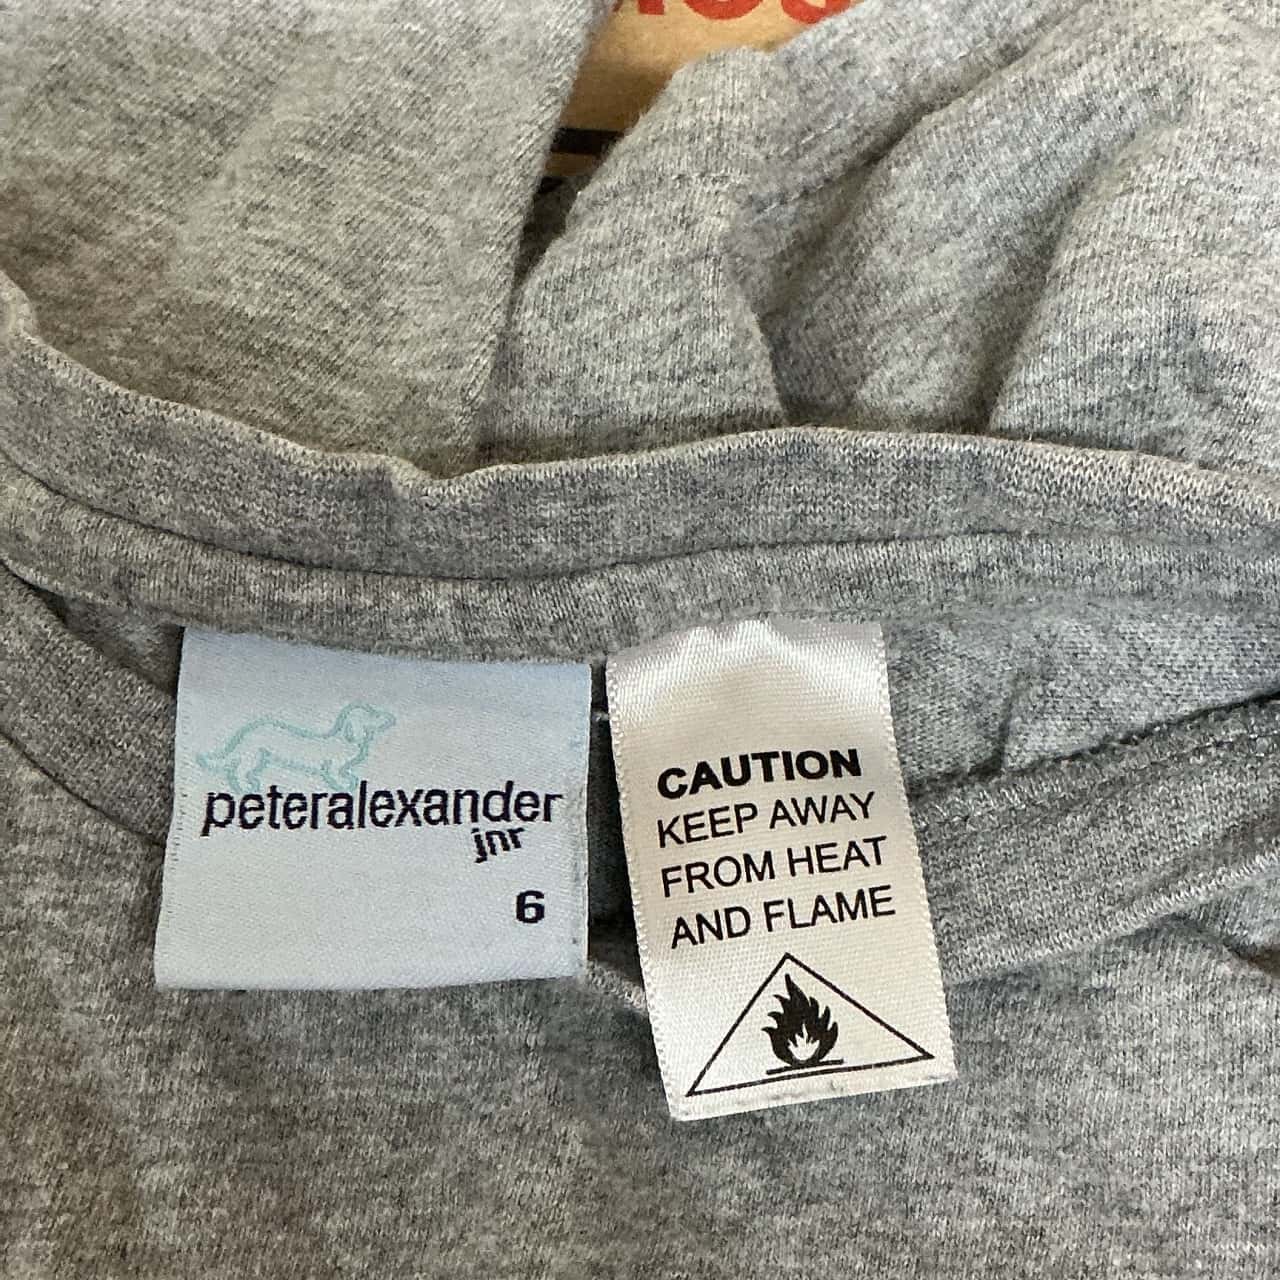 peteralexander
jnr
6
CAUTION
KEEP AWAY
FROM HEAT
AND FLAME